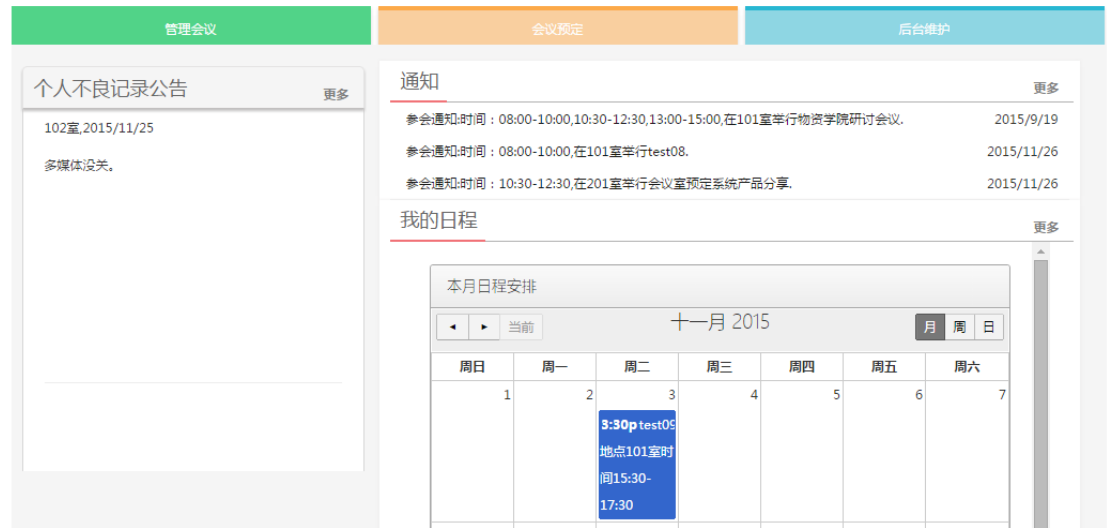 管理会议
会议预定
后台维护
个人不良记录公告
更多
102室,2015/11/25
多媒体没关。
通知
更多
参会通知:时间：08:00-10:00,10:30-12:30,13:00-15:00,在101室举行物资学院研讨会议.
2015/9/19
参会通知:时间：08:00-10:00,在101室举行test08.
2015/11/26
参会通知:时间：10:30-12:30,在201室举行会议室预定系统产品分享.
2015/11/26
我的日程
更多
本月日程安排
当前
十一月 2015
月 周 日
周日 周一 周二 周三 周四 周五 周六
1 2 3 4 5 6 7
3:30p test09
地点101室时
间15:30-
17:30